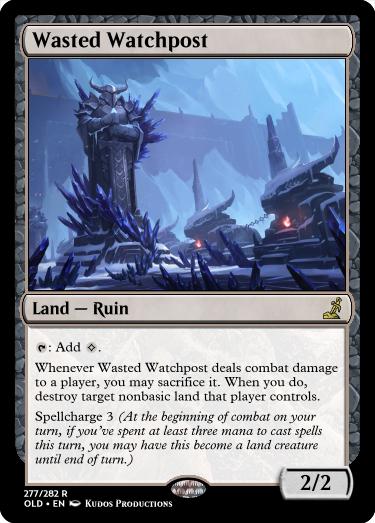 Wasted Watchpost
Land — Ruin
: Add .
Whenever Wasted Watchpost deals combat damage
to a player, you may sacrifice it. When you do,
destroy target nonbasic land that player controls.
Spellcharge 3 (At the beginning of combat on your
turn, if you've spent at least three mana to cast spells
this turn, you may have this become a land creature
until end of turn.)
2/2
277/282 R
OLD • EN Kudos Productions